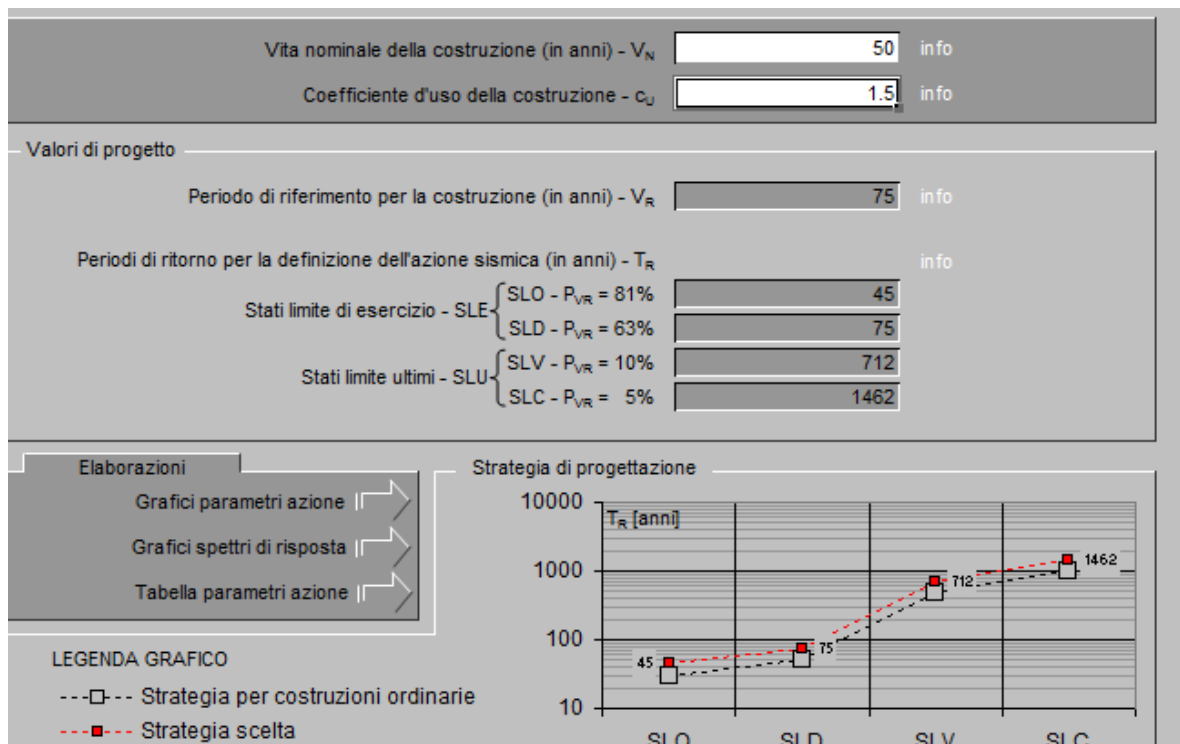 Vita nominale della costruzione (in anni) - VN 50 info
Coefficiente d'uso della costruzione - cU 1.5 info
Valori di progetto
Periodo di riferimento per la costruzione (in anni) - VR 75 info
Periodi di ritorno per la definizione dell'azione sismica (in anni) - TR info
Stati limite di esercizio - SLE
SLO - PVR = 81% 45
SLD - PVR = 63% 75
Stati limite ultimi - SLU
SLV - PVR = 10% 712
SLC - PVR = 5% 1462
Elaborazioni
Grafici parametri azione
Grafici spettri di risposta
Tabella parametri azione
LEGENDA GRAFICO
Strategia per costruzioni ordinarie
Strategia scelta
Strategia di progettazione
TR [anni]
10000
1000
100
10
45
75
712
1462
SLO SLD SLV SLC